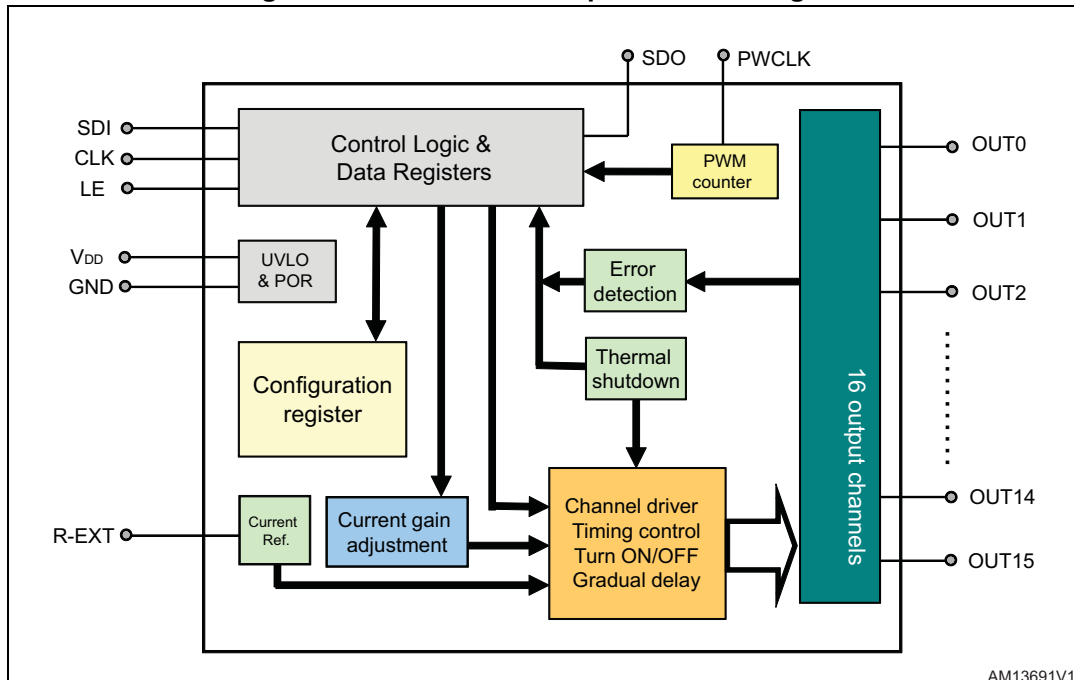 SDO
PWCLK
SDI
CLK
LE
Control Logic &
Data Registers
PWM
counter
OUT0
OUT1
VDD
GND
UVLO
& POR
Error
detection
OUT2
Thermal
shutdown
Configuration
register
16 output channels
R-EXT
Current
Ref.
Current gain
adjustment
Channel driver
Timing control
Turn ON/OFF
Gradual delay
OUT14
OUT15
AM13691V1